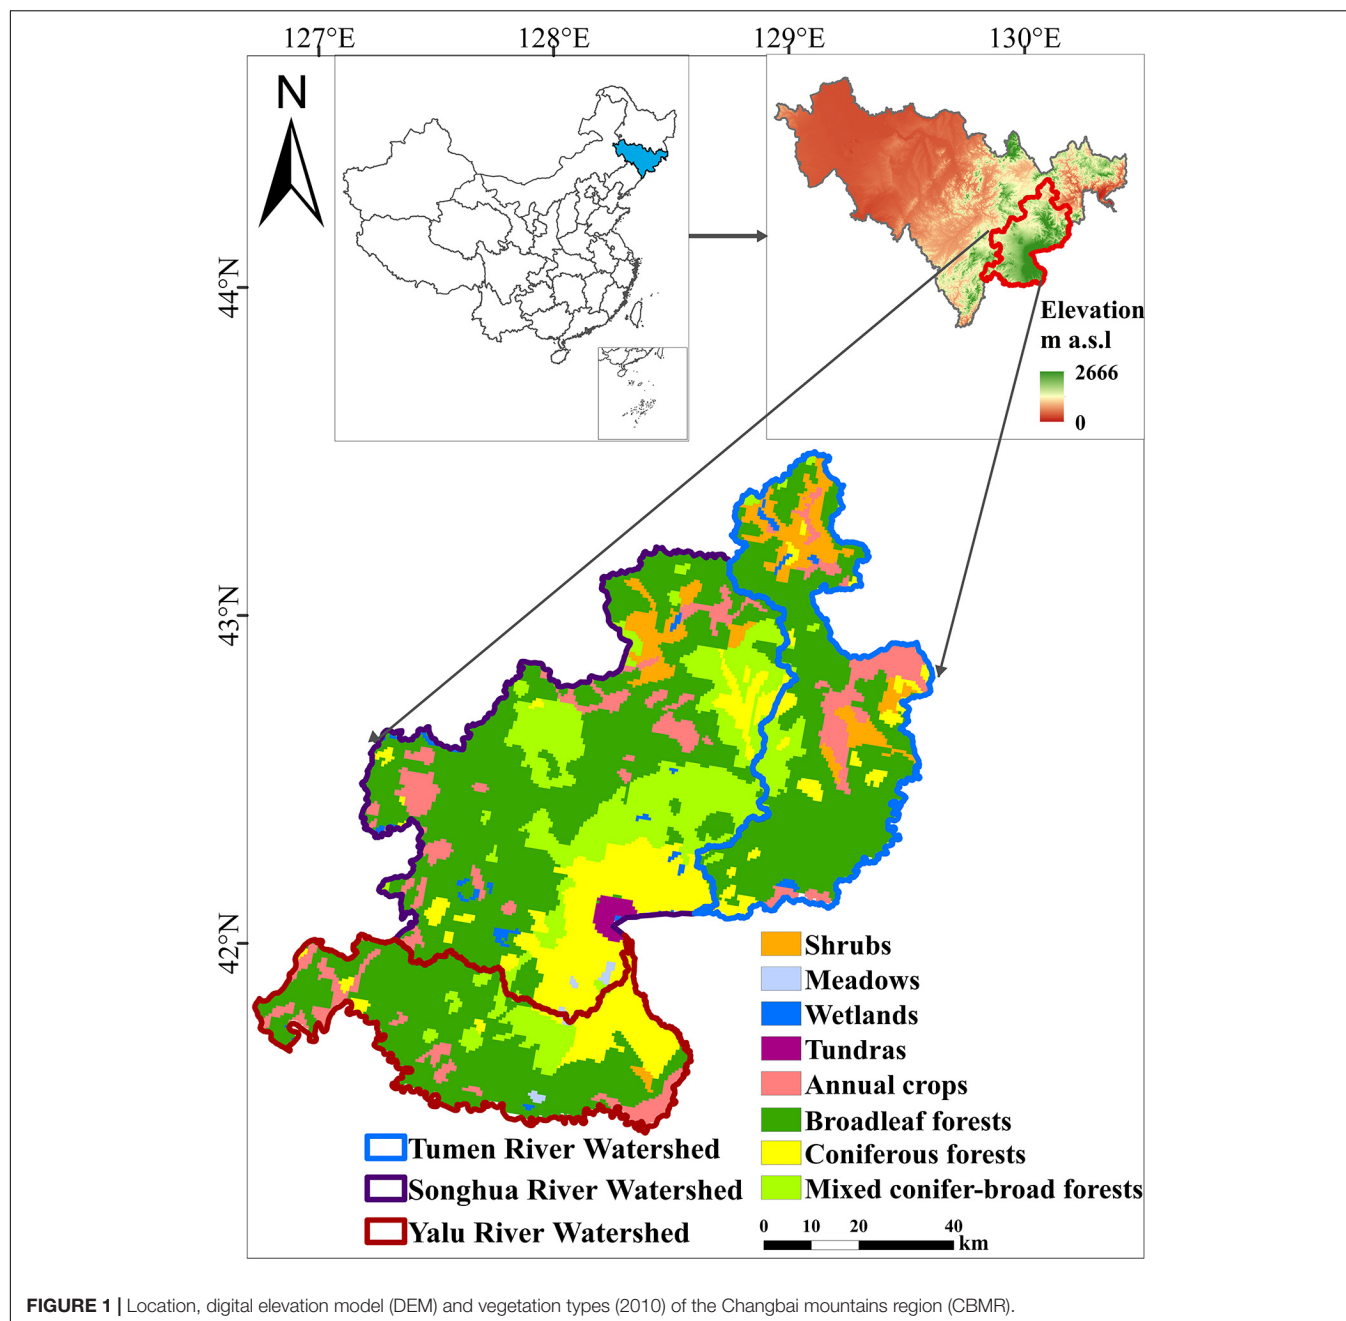 127°E 128°E 129°E 130°E
N
44°N
43°N
42°N
Elevation
m a.s.l
2666
0
Shrubs
Meadows
Wetlands
Tundras
Annual crops
Broadleaf forests
Coniferous forests
Mixed conifer-broad forests
Tumen River Watershed
Songhua River Watershed
Yalu River Watershed
0 10 20 40
km
FIGURE 1 | Location, digital elevation model (DEM) and vegetation types (2010) of the Changbai mountains region (CBMR).